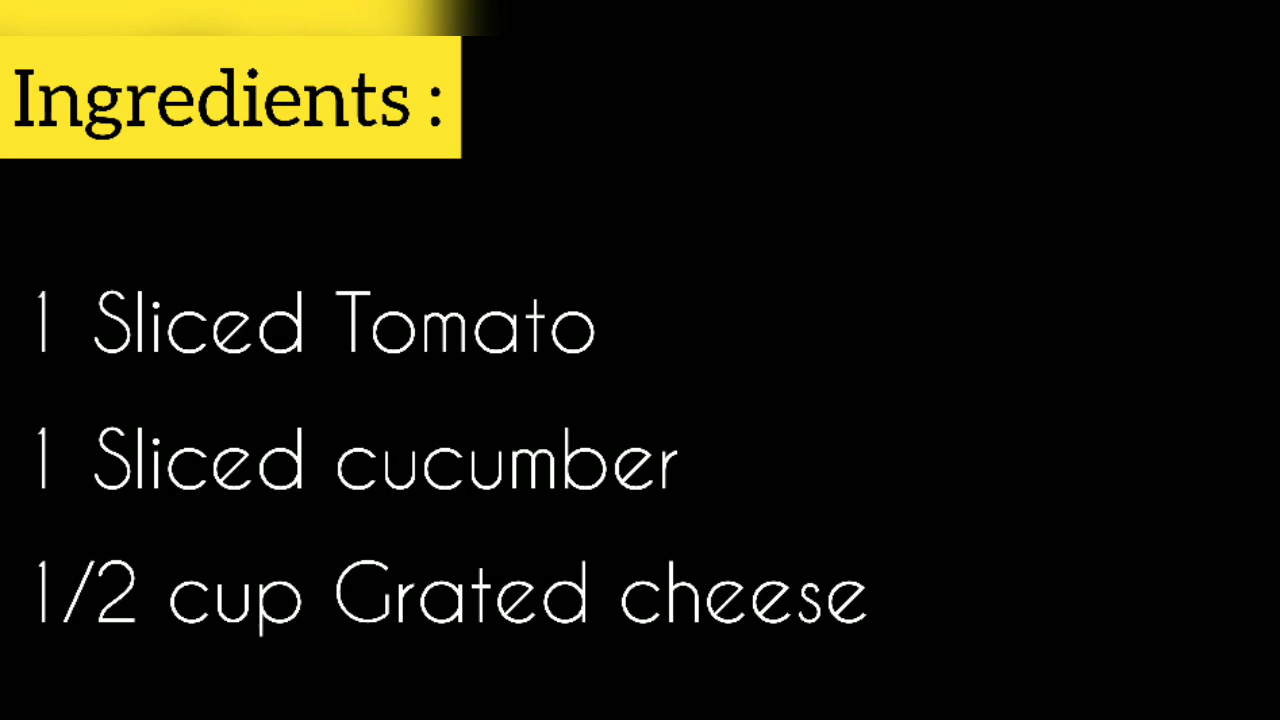 Ingredients :
1 Sliced Tomato
1 Sliced cucumber
1/2 cup Grated cheese